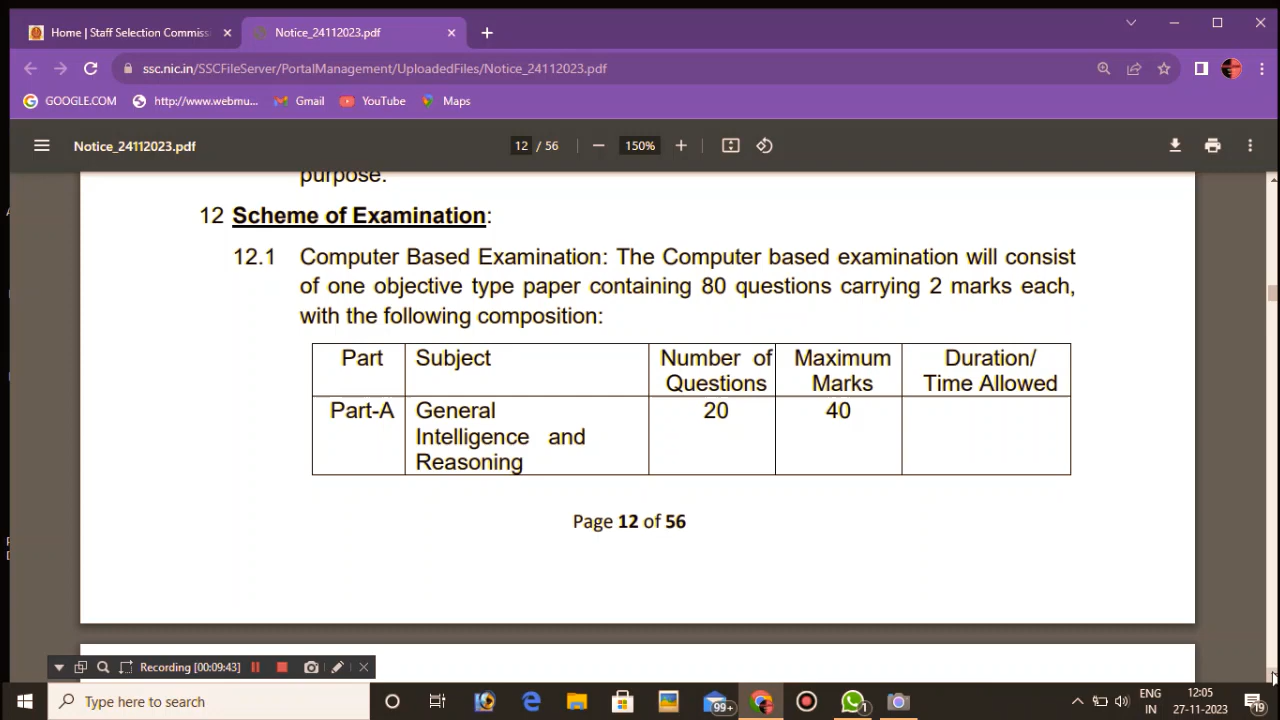 Home | Staff Selection Commiss
Notice_24112023.pdf
ssc.nic.in/SSCFileServer/PortalManagement/UploadedFiles/Notice_24112023.pdf
GOOGLE.COM
http://www.webmu...
Gmail
YouTube
Maps
Notice_24112023.pdf
12 / 56
150%
purpose.
12 Scheme of Examination:
12.1 Computer Based Examination: The Computer based examination will consist
of one objective type paper containing 80 questions carrying 2 marks each,
with the following composition:
Part Subject Number of Maximum Duration/
Questions Marks Time Allowed
Part-A General 20 40
Intelligence and
Reasoning
Page 12 of 56
Recording [00:09:43]
Type here to search
99+
1
ENG
IN
12:05
27-11-2023
19